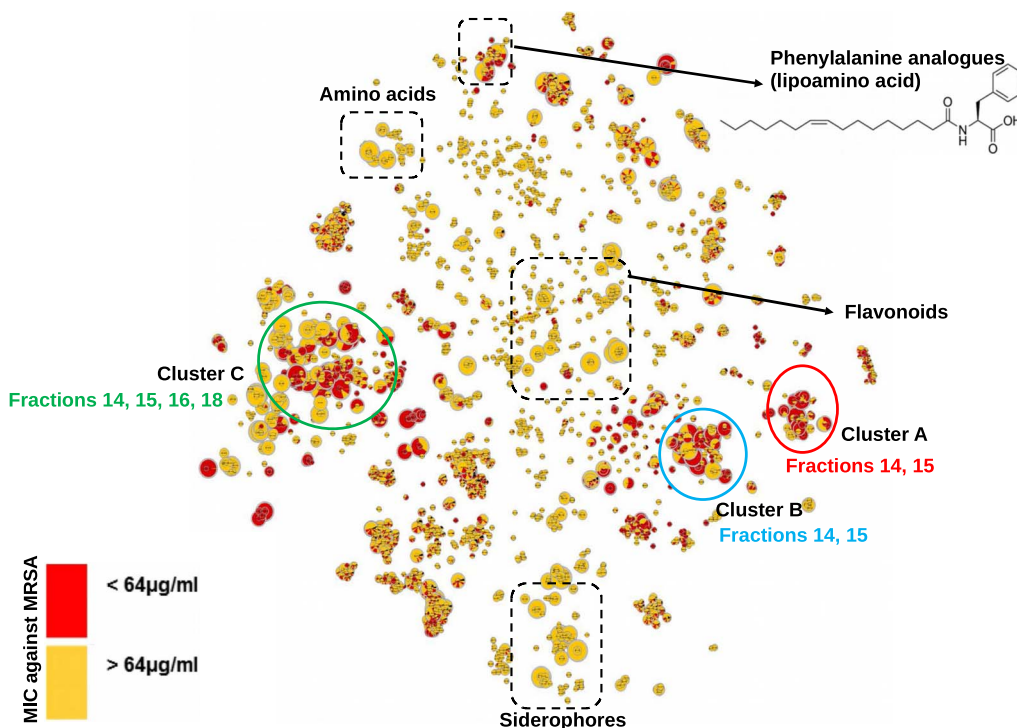 Phenylalanine analogues
(lipoamino acid)
Amino acids
O
N
H
OH
O
Flavonoids
Cluster C
Fractions 14, 15, 16, 18
Cluster A
Fractions 14, 15
Cluster B
Fractions 14, 15
MIC against MRSA
< 64µg/ml
> 64µg/ml
Siderophores